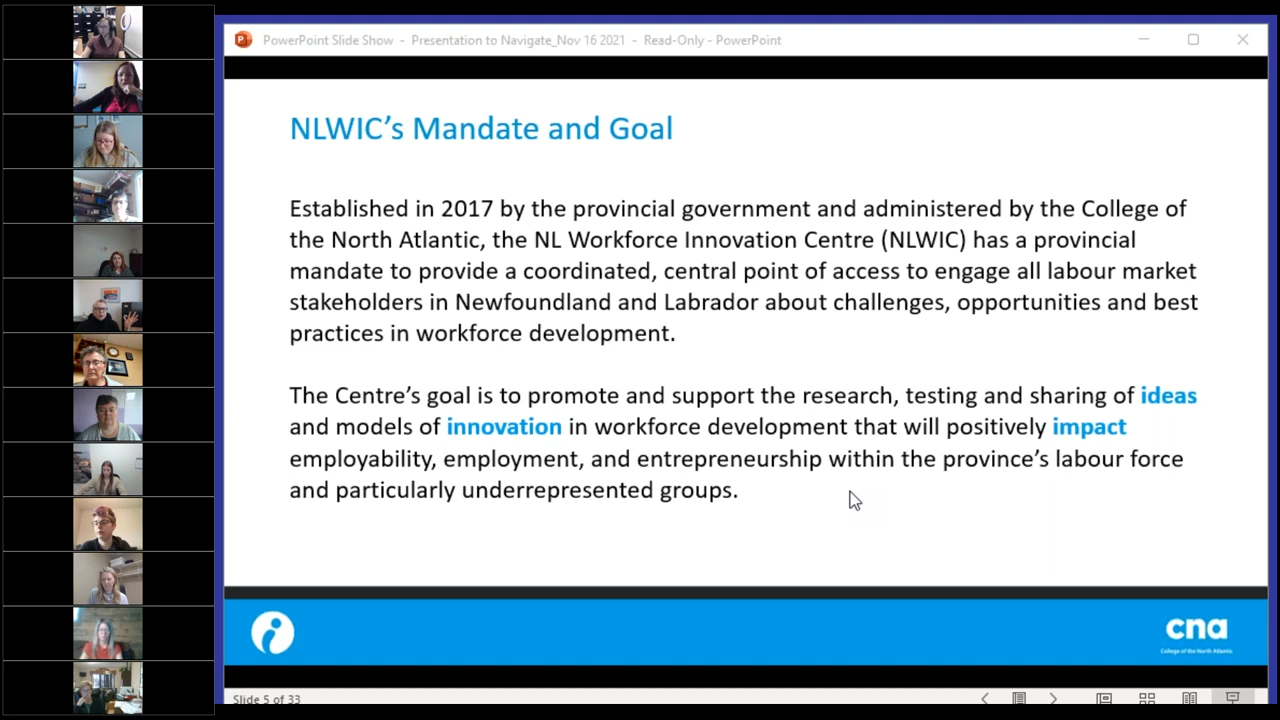 PowerPoint Slide Show - Presentation to Navigate_Nov 16 2021 - Read-Only - PowerPoint
NLWIC's Mandate and Goal
Established in 2017 by the provincial government and administered by the College of
the North Atlantic, the NL Workforce Innovation Centre (NLWIC) has a provincial
mandate to provide a coordinated, central point of access to engage all labour market
stakeholders in Newfoundland and Labrador about challenges, opportunities and best
practices in workforce development.
The Centre's goal is to promote and support the research, testing and sharing of ideas
and models of innovation in workforce development that will positively impact
employability, employment, and entrepreneurship within the province's labour force
and particularly underrepresented groups.
cna
College of the North Atlantic
Slide 5 of 33